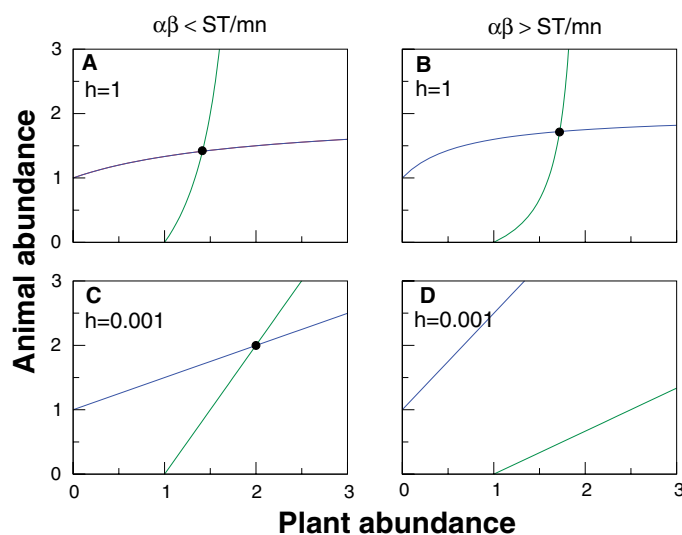 αβ < ST/mn
αβ > ST/mn
A
h=1
B
h=1
3
2
1
0
C
h=0.001
D
h=0.001
3
2
1
0
0 1 2 3
0 1 2 3
Animal abundance
Plant abundance